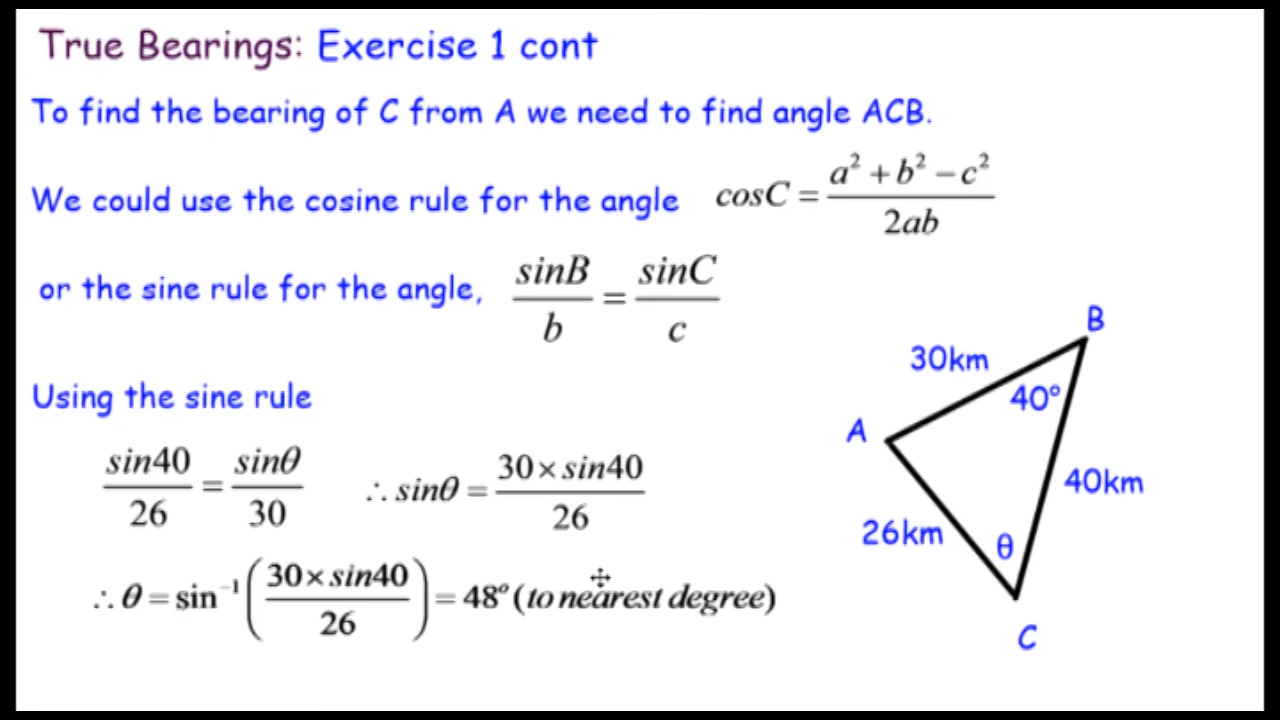 True Bearings: Exercise 1 cont
To find the bearing of C from A we need to find angle ACB.
We could use the cosine rule for the angle cosC = (a² + b² − c²) / 2ab
or the sine rule for the angle, sinB / b = sinC / c
Using the sine rule
sin40 / 26 = sinθ / 30 ∴ sinθ = 30 × sin40 / 26
∴ θ = sin⁻¹ (30 × sin40 / 26) = 48° (to nearest degree)
B
30km
40°
A
40km
26km
θ
C